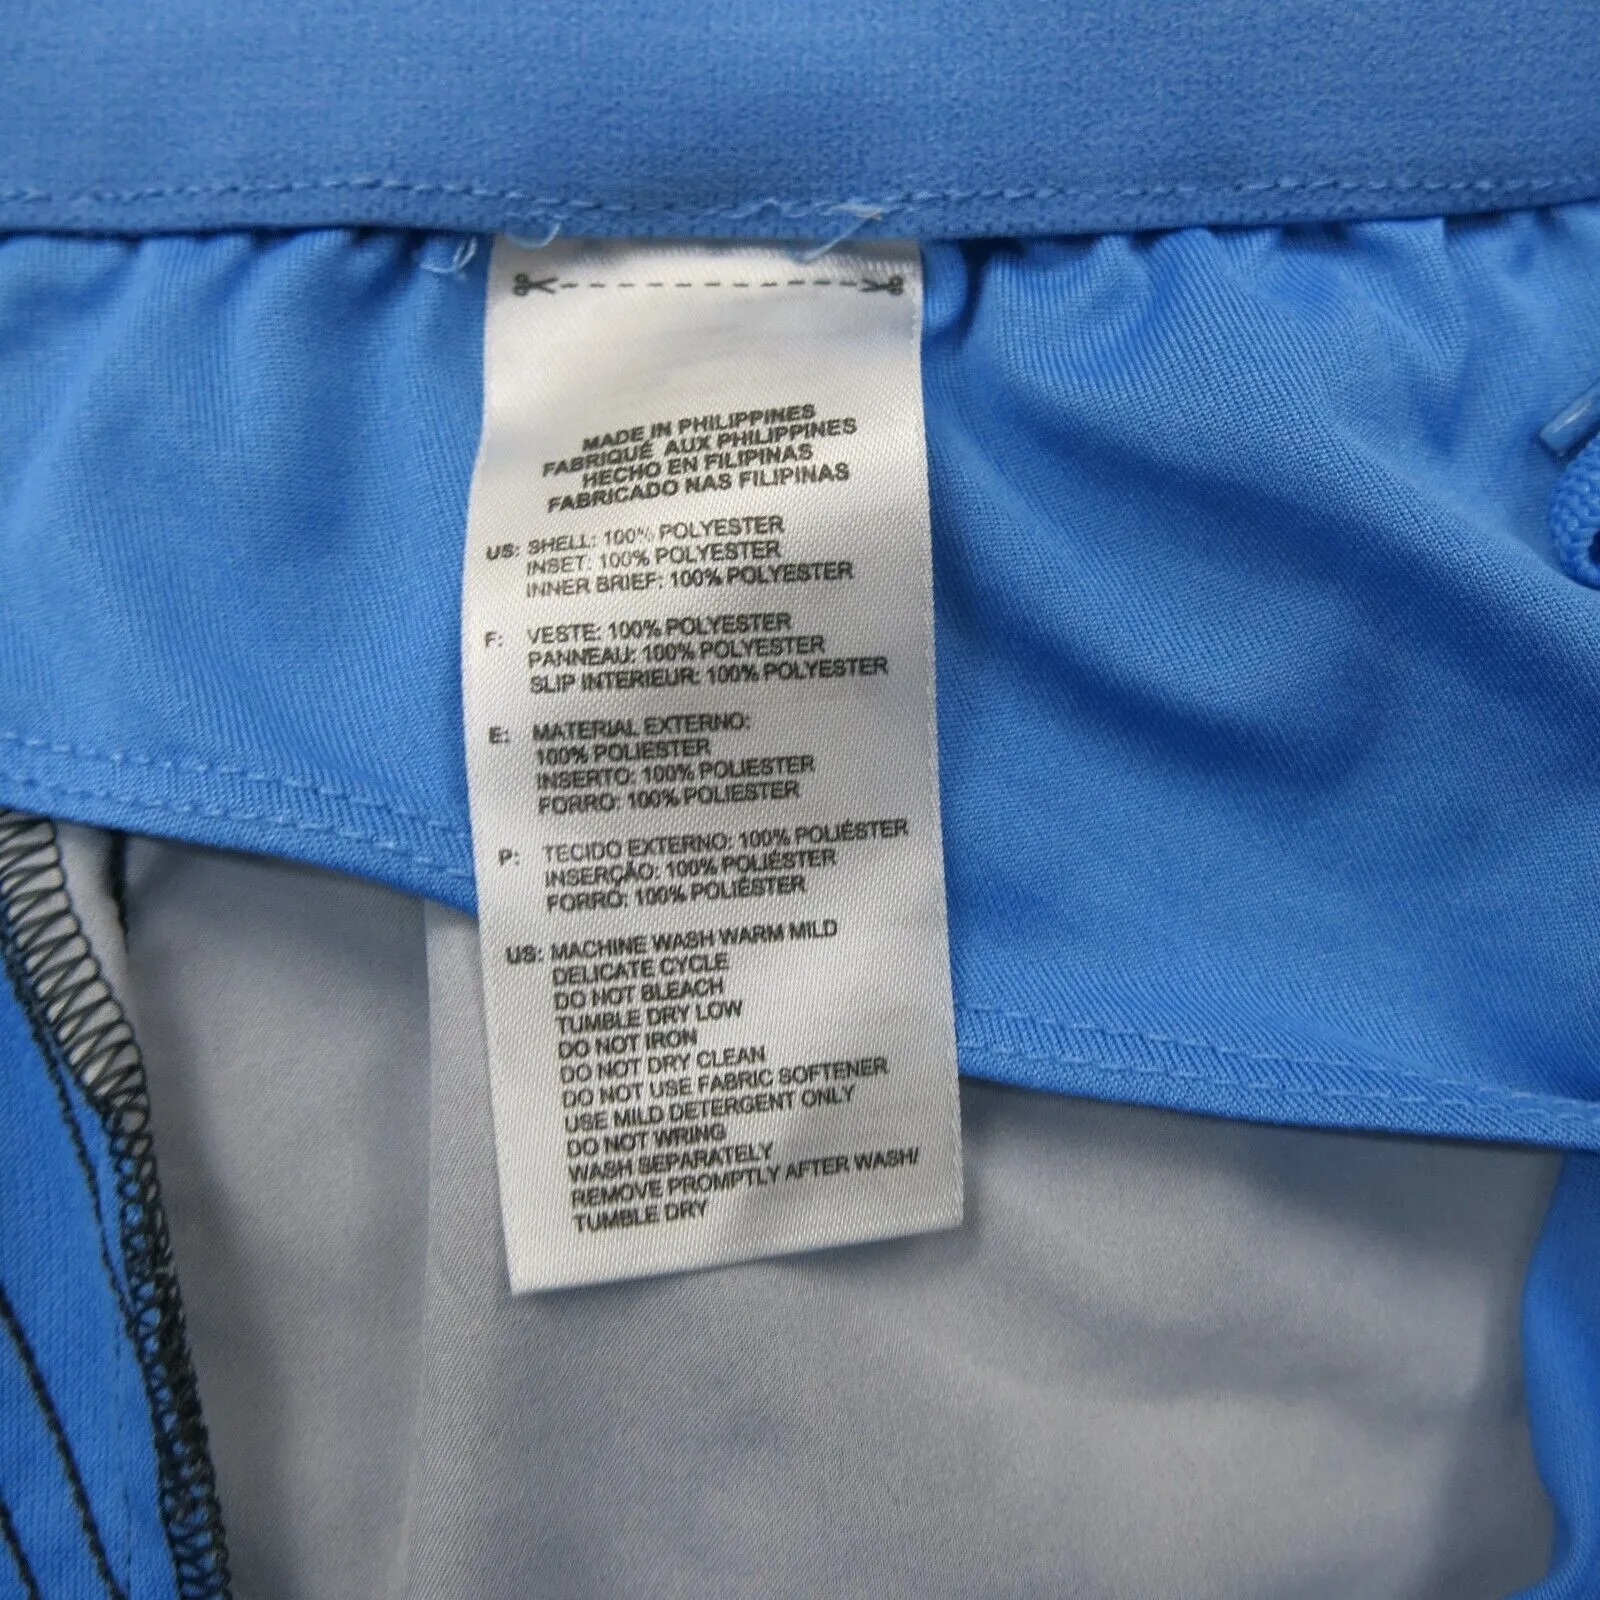 MADE IN PHILIPPINES
FABRIQUÉ AUX PHILIPPINES
HECHO EN FILIPINAS
FABRICADO NAS FILIPINAS
US: SHELL: 100% POLYESTER
INSET: 100% POLYESTER
INNER BRIEF: 100% POLYESTER
F: VESTE: 100% POLYESTER
PANNEAU: 100% POLYESTER
SLIP INTERIEUR: 100% POLYESTER
E: MATERIAL EXTERNO:
100% POLIESTER
INSERTO: 100% POLIESTER
FORRO: 100% POLIESTER
P: TECIDO EXTERNO: 100% POLIÉSTER
INSERÇÃO: 100% POLIÉSTER
FORRO: 100% POLIÉSTER
US: MACHINE WASH WARM MILD
DELICATE CYCLE
DO NOT BLEACH
TUMBLE DRY LOW
DO NOT IRON
DO NOT DRY CLEAN
DO NOT USE FABRIC SOFTENER
USE MILD DETERGENT ONLY
DO NOT WRING
WASH SEPARATELY
REMOVE PROMPTLY AFTER WASH/
TUMBLE DRY